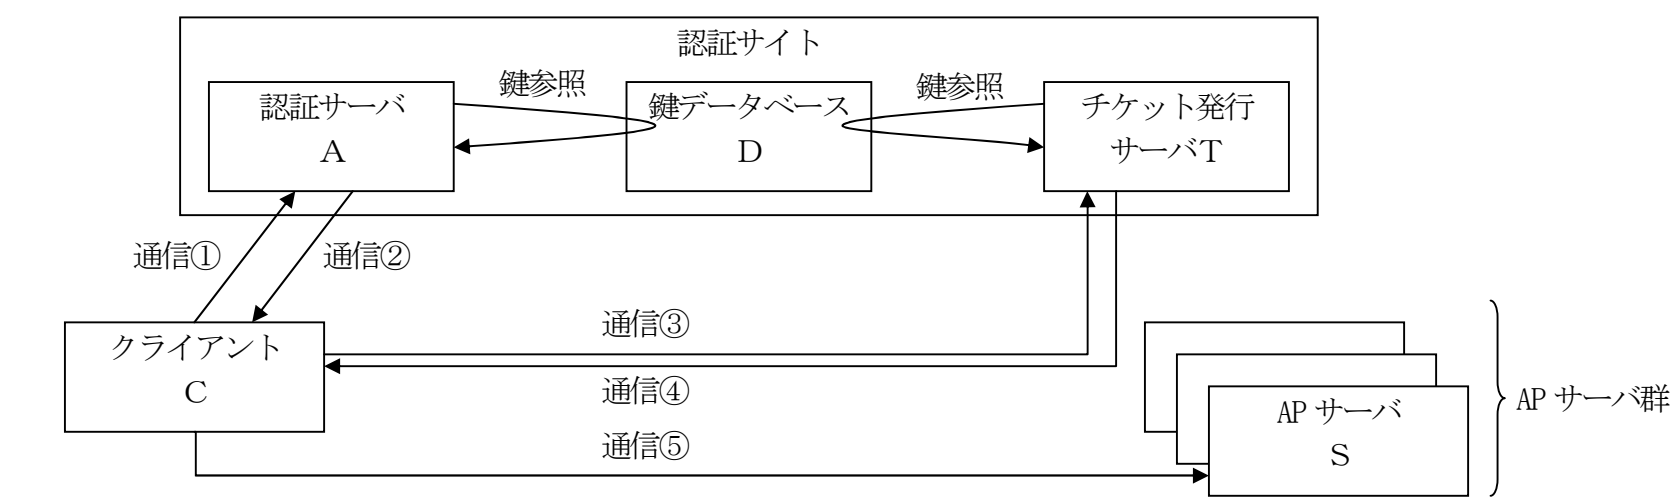 認証サイト
認証サーバ
Ａ
鍵参照
鍵データベース
Ｄ
鍵参照
チケット発行
サーバＴ
通信①
通信②
クライアント
Ｃ
通信③
通信④
通信⑤
AP サーバ
Ｓ
AP サーバ群